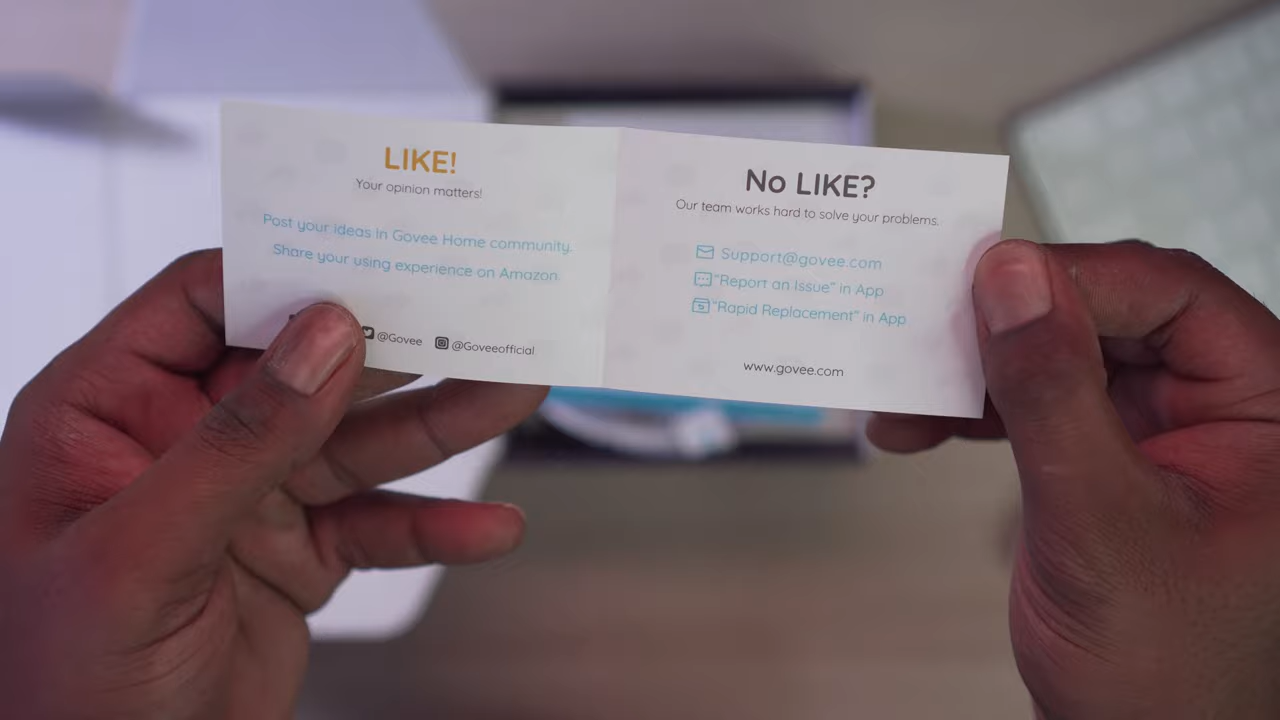 LIKE!
Your opinion matters!
Post your ideas in Govee Home community.
Share your using experience on Amazon.
@Govee @Goveeofficial
No LIKE?
Our team works hard to solve your problems.
Support@govee.com
"Report an Issue" in App
"Rapid Replacement" in App
www.govee.com